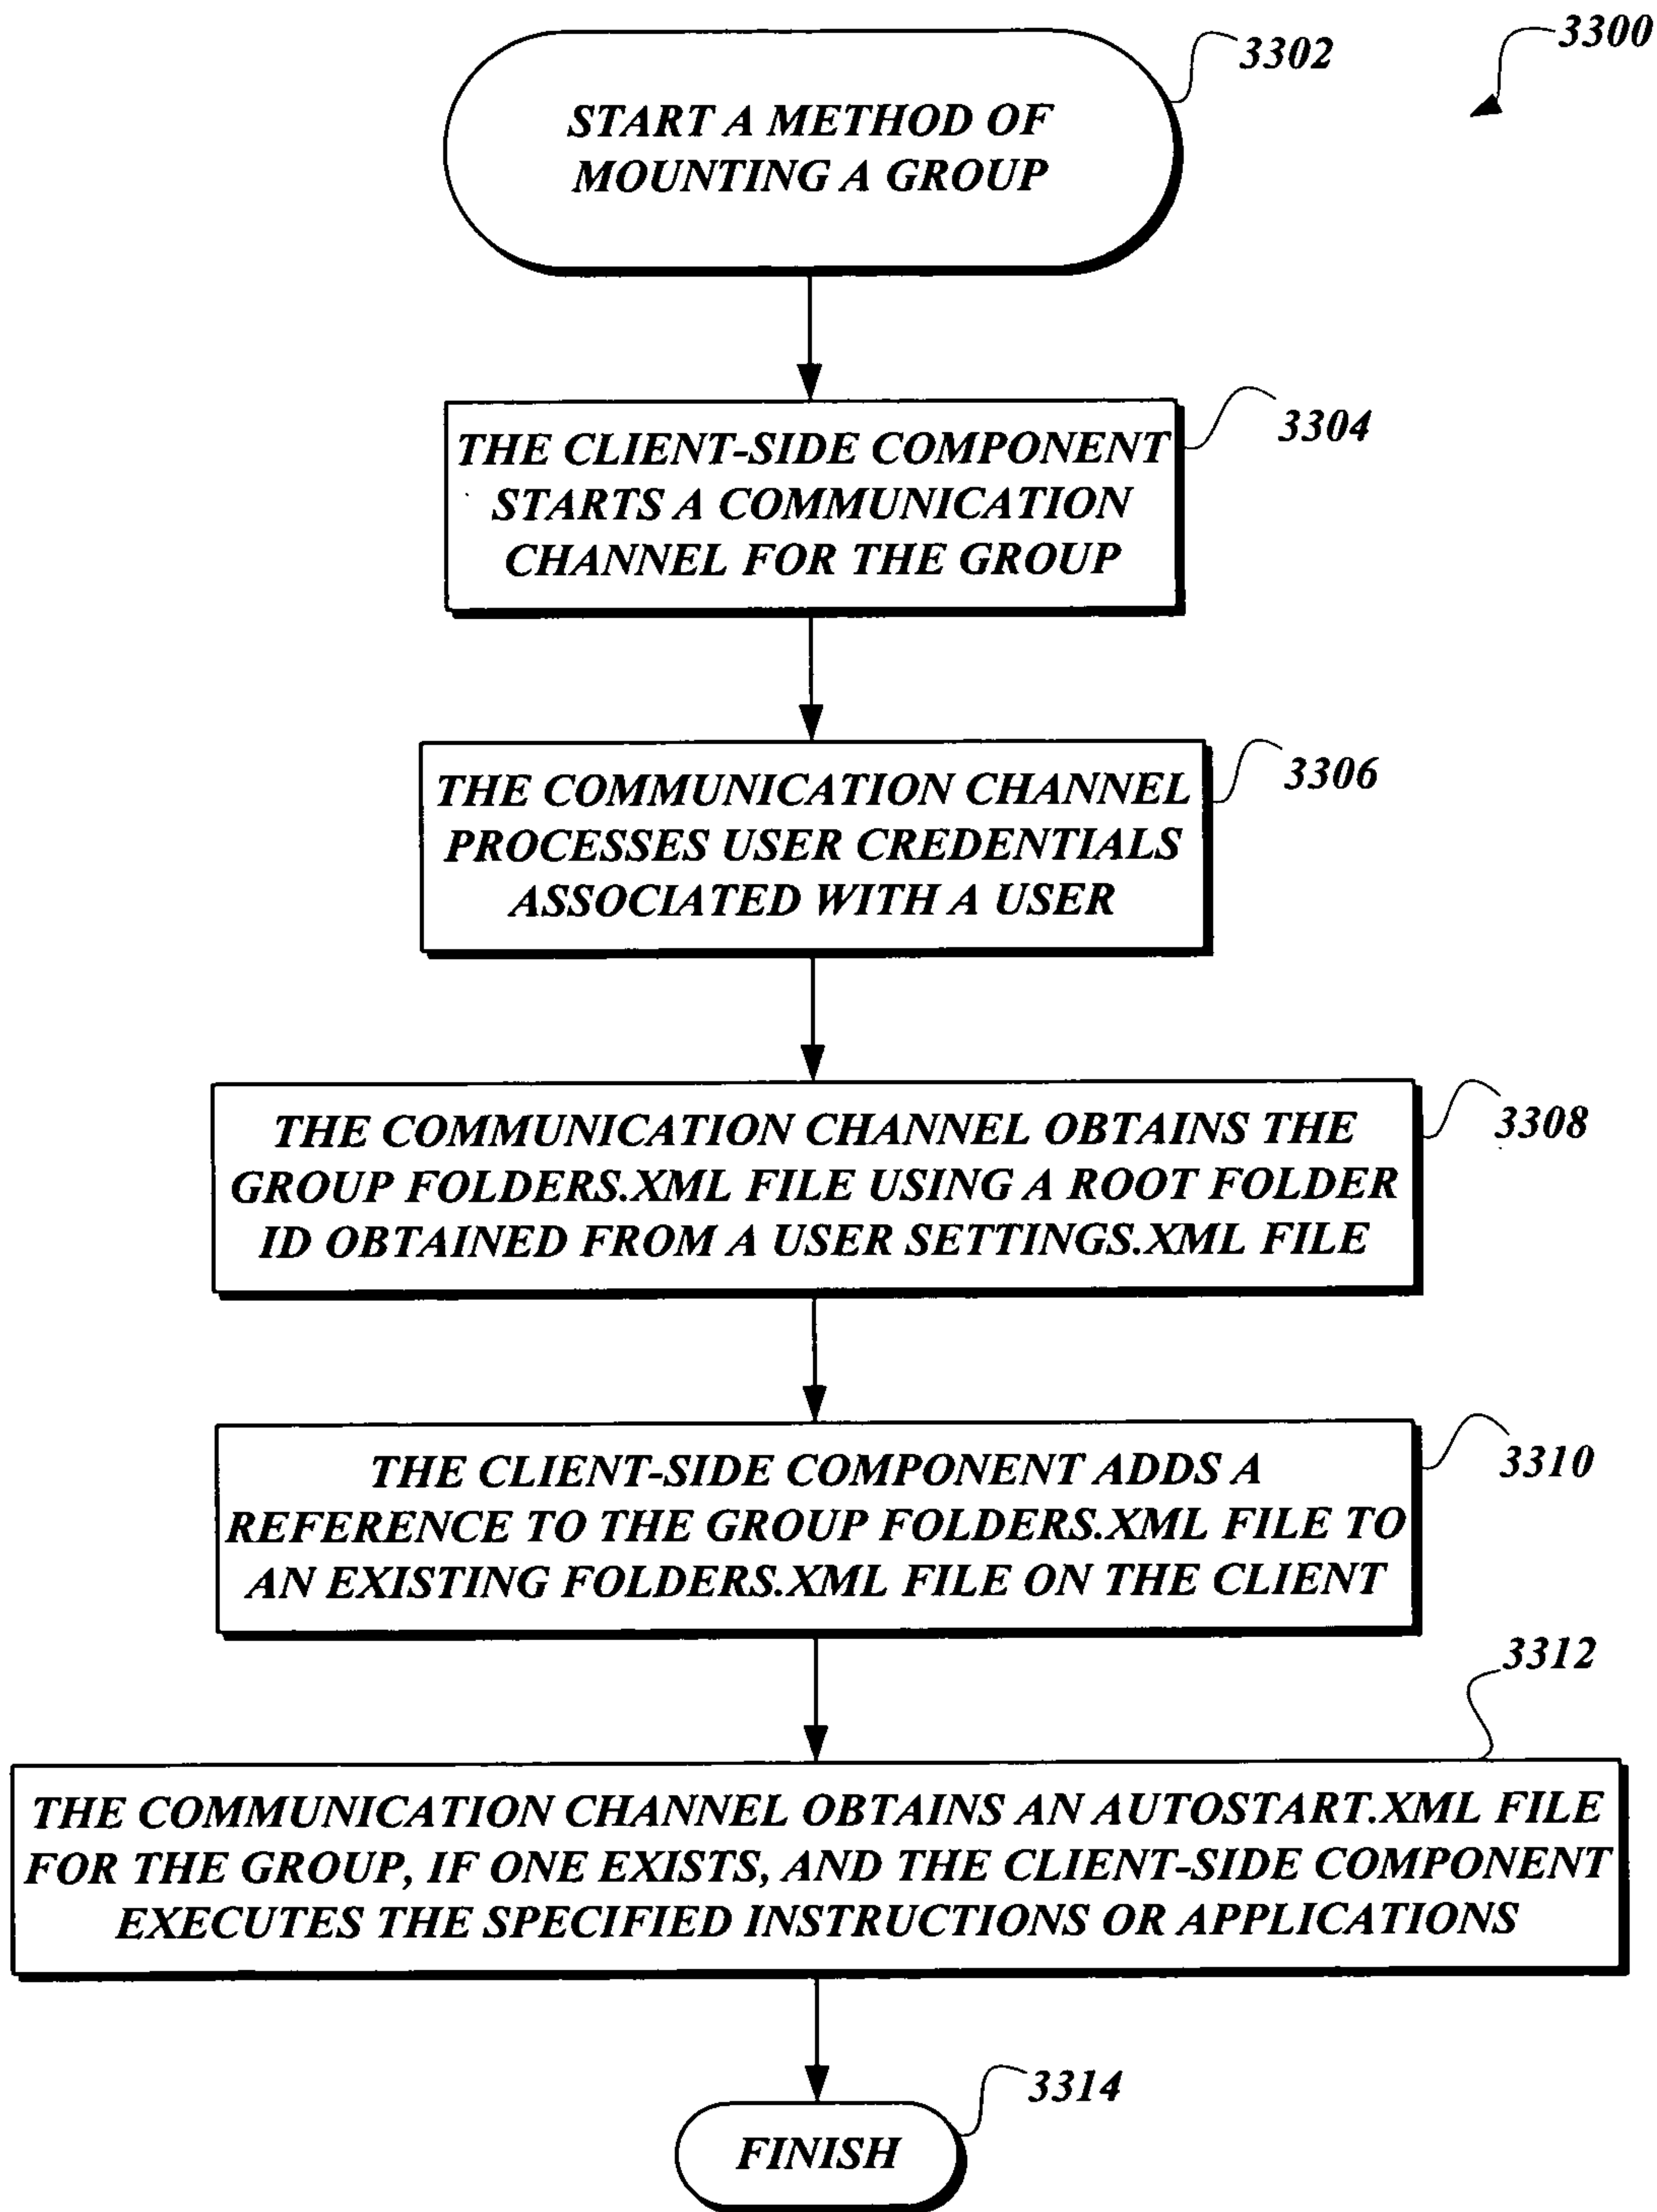 3300
3302
START A METHOD OF
MOUNTING A GROUP
3304
THE CLIENT-SIDE COMPONENT
STARTS A COMMUNICATION
CHANNEL FOR THE GROUP
3306
THE COMMUNICATION CHANNEL
PROCESSES USER CREDENTIALS
ASSOCIATED WITH A USER
3308
THE COMMUNICATION CHANNEL OBTAINS THE
GROUP FOLDERS.XML FILE USING A ROOT FOLDER
ID OBTAINED FROM A USER SETTINGS.XML FILE
3310
THE CLIENT-SIDE COMPONENT ADDS A
REFERENCE TO THE GROUP FOLDERS.XML FILE TO
AN EXISTING FOLDERS.XML FILE ON THE CLIENT
3312
THE COMMUNICATION CHANNEL OBTAINS AN AUTOSTART.XML FILE
FOR THE GROUP, IF ONE EXISTS, AND THE CLIENT-SIDE COMPONENT
EXECUTES THE SPECIFIED INSTRUCTIONS OR APPLICATIONS
3314
FINISH